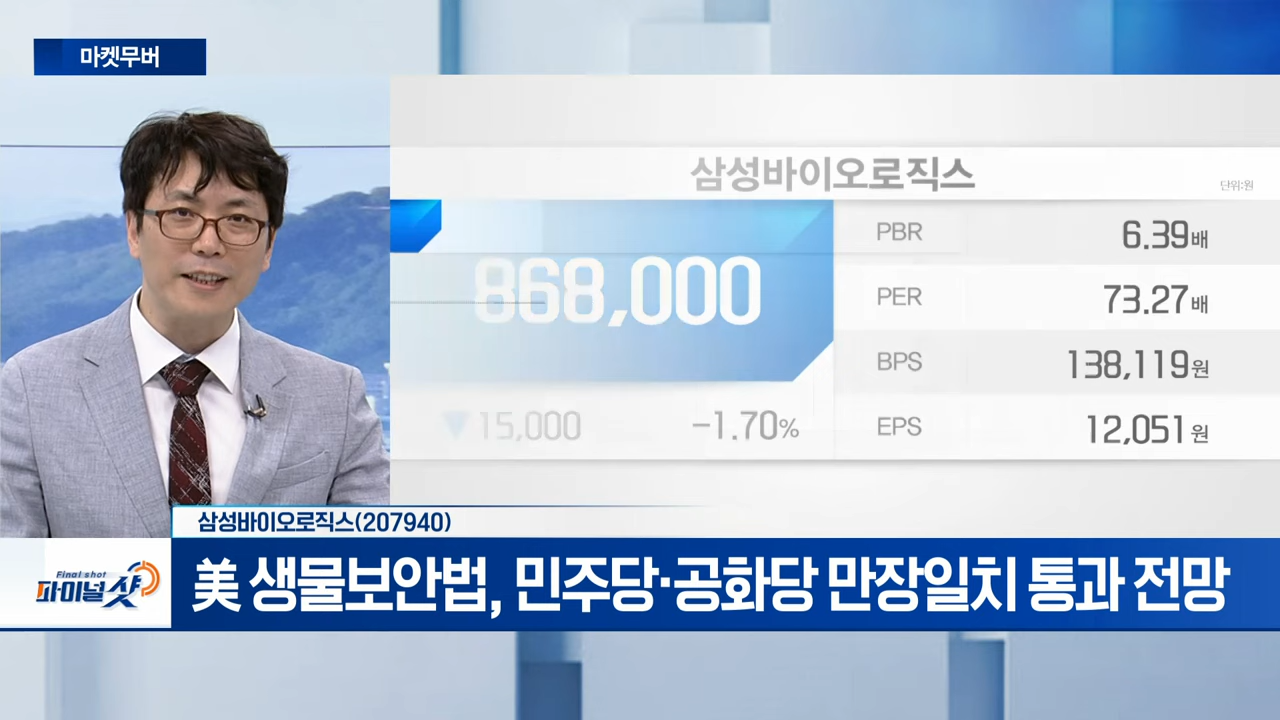 마켓무버
삼성바이오로직스
단위:원
868,000
▼ 15,000 -1.70%
PBR 6.39배
PER 73.27배
BPS 138,119원
EPS 12,051원
삼성바이오로직스(207940)
Final shot
파이널샷
美 생물보안법, 민주당·공화당 만장일치 통과 전망